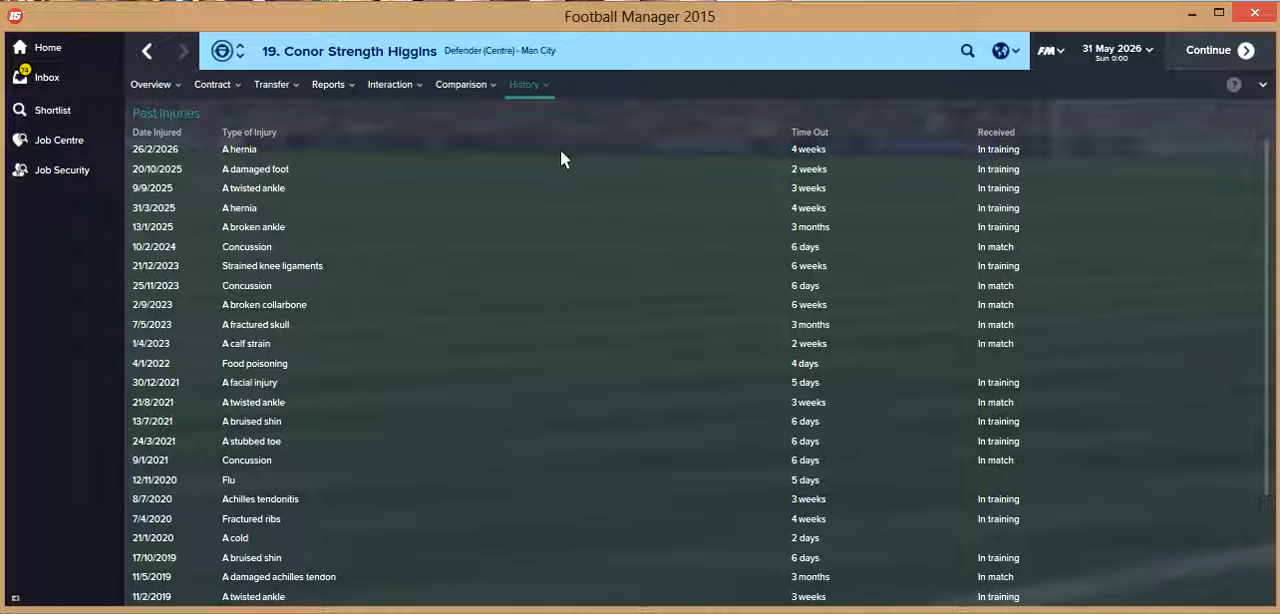 15 Football Manager 2015
Home
Inbox
74
Shortlist
Job Centre
Job Security
19. Conor Strength Higgins Defender (Centre) - Man City
FM
31 May 2026
Sun 0:00
Continue
Overview Contract Transfer Reports Interaction Comparison History
?
Past Injuries
Date Injured Type of Injury Time Out Received
26/2/2026 A hernia 4 weeks In training
20/10/2025 A damaged foot 2 weeks In training
9/9/2025 A twisted ankle 3 weeks In training
31/3/2025 A hernia 4 weeks In training
13/1/2025 A broken ankle 3 months In training
10/2/2024 Concussion 6 days In match
21/12/2023 Strained knee ligaments 6 weeks In training
25/11/2023 Concussion 6 days In match
2/9/2023 A broken collarbone 6 weeks In match
7/5/2023 A fractured skull 3 months In match
1/4/2023 A calf strain 2 weeks In match
4/1/2022 Food poisoning 4 days
30/12/2021 A facial injury 5 days In training
21/8/2021 A twisted ankle 3 weeks In match
13/7/2021 A bruised shin 6 days In training
24/3/2021 A stubbed toe 6 days In training
9/1/2021 Concussion 6 days In match
12/11/2020 Flu 5 days
8/7/2020 Achilles tendonitis 3 weeks In training
7/4/2020 Fractured ribs 4 weeks In training
21/1/2020 A cold 2 days
17/10/2019 A bruised shin 6 days In training
11/5/2019 A damaged achilles tendon 3 months In match
11/2/2019 A twisted ankle 3 weeks In training